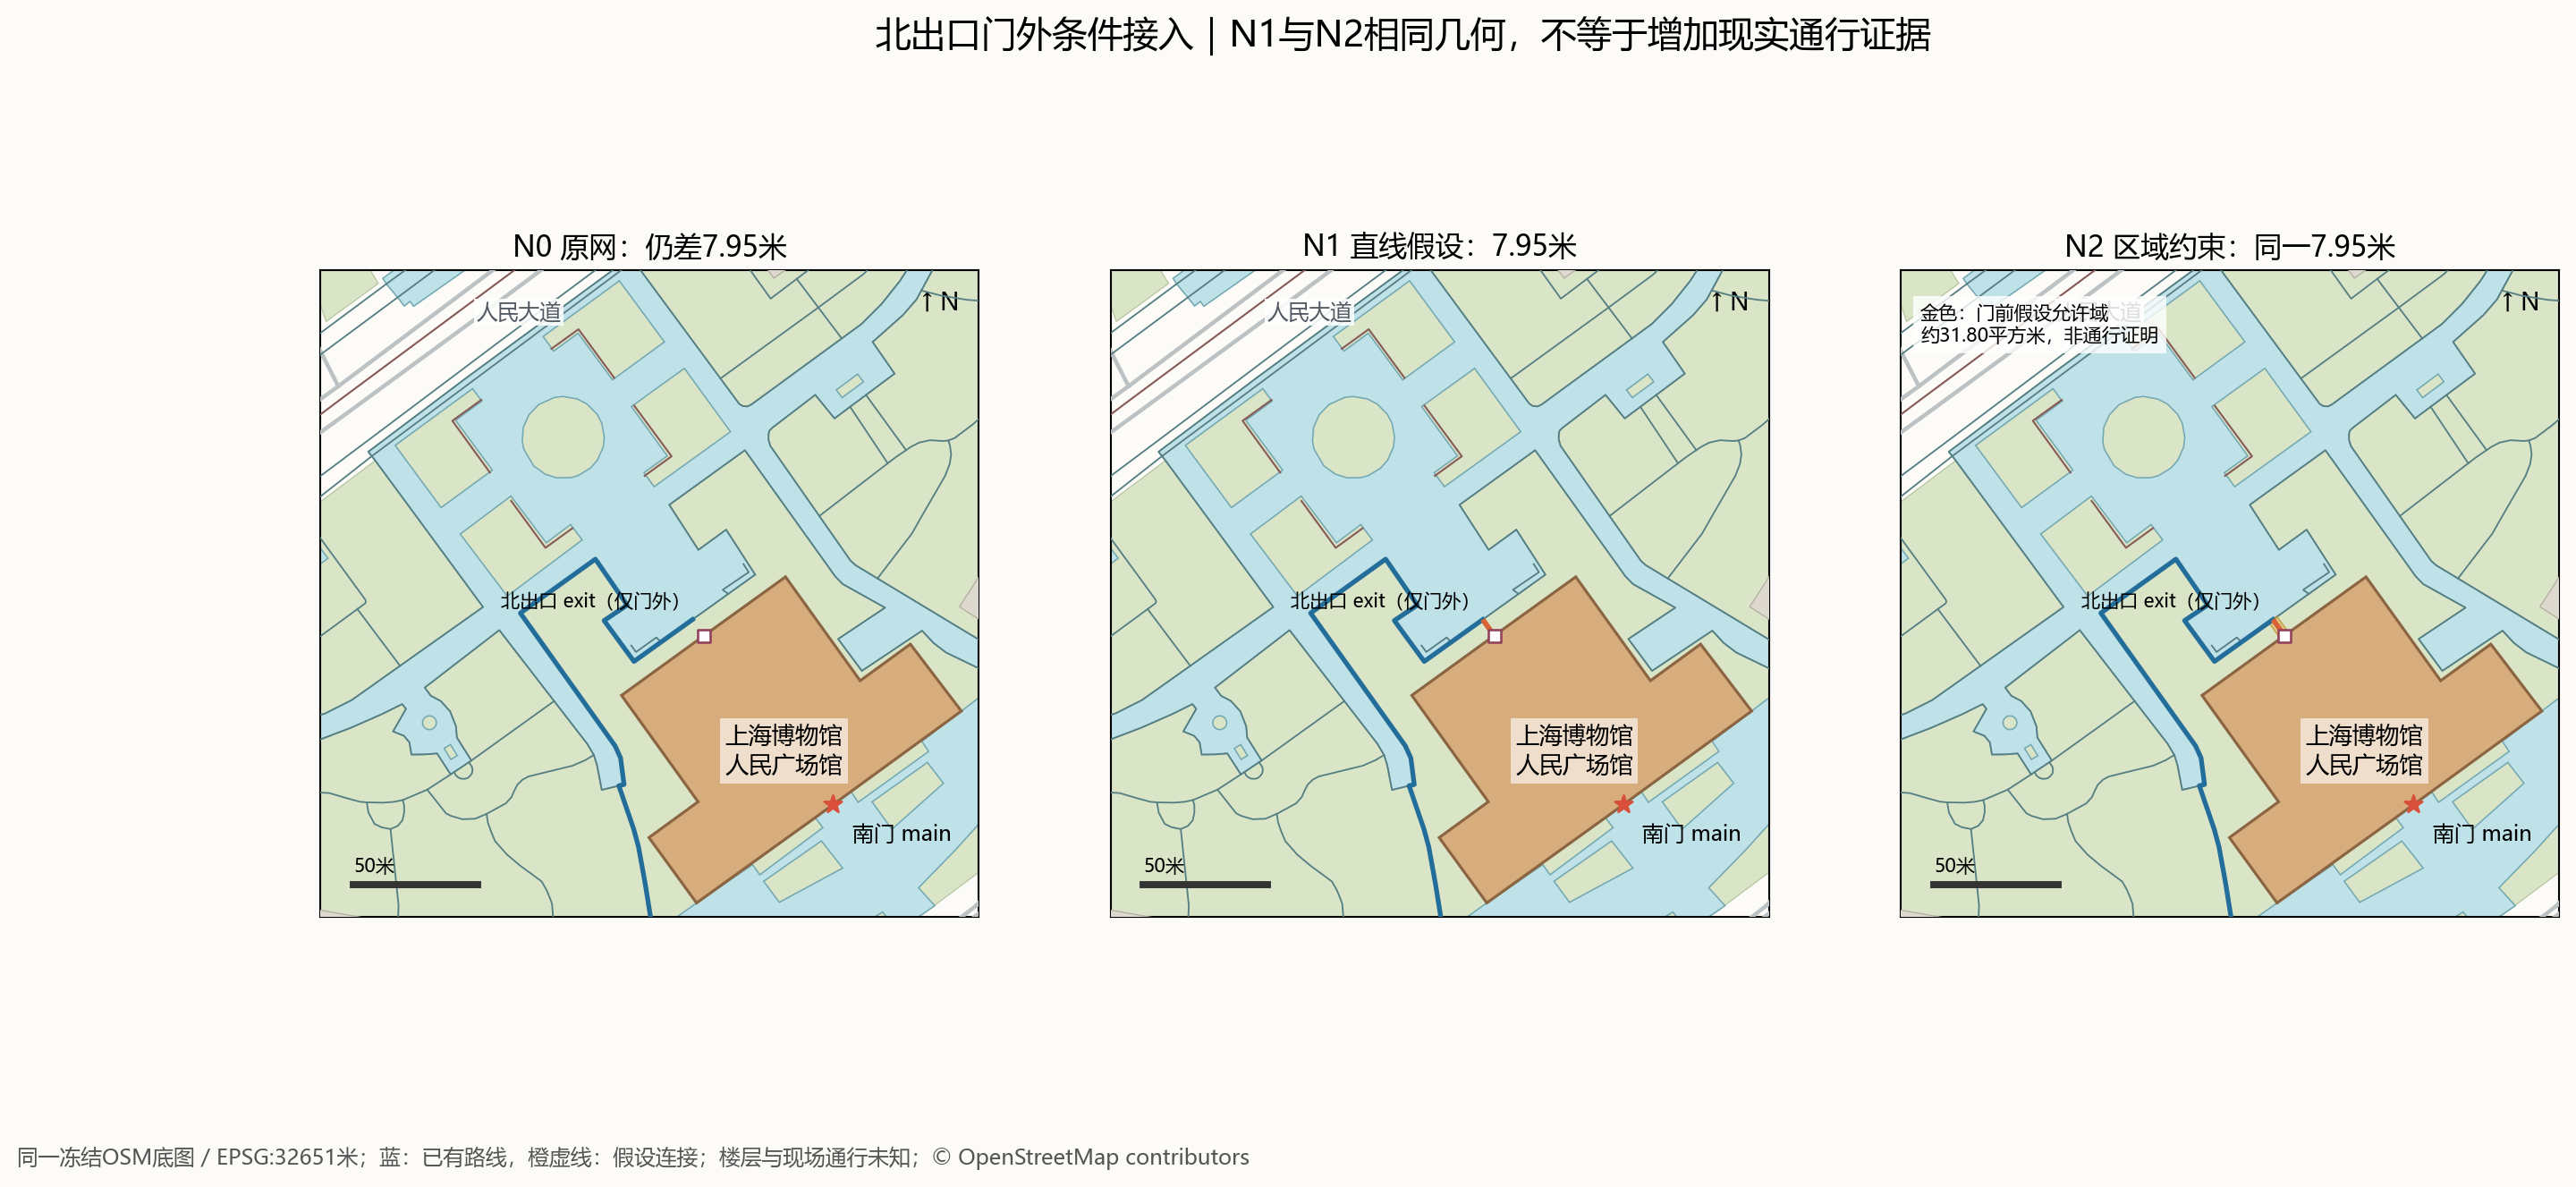 北出口门外条件接入｜N1与N2相同几何，不等于增加现实通行证据
N0 原网：仍差7.95米
人民大道
↑ N
北出口 exit（仅门外）
上海博物馆
人民广场馆
南门 main
50米
N1 直线假设：7.95米
人民大道
↑ N
北出口 exit（仅门外）
上海博物馆
人民广场馆
南门 main
50米
N2 区域约束：同一7.95米
金色：门前假设允许域
约31.80平方米，非通行证明
↑ N
北出口 exit（仅门外）
上海博物馆
人民广场馆
南门 main
50米
同一冻结OSM底图 / EPSG:32651米；蓝：已有路线，橙虚线：假设连接；楼层与现场通行未知；© OpenStreetMap contributors